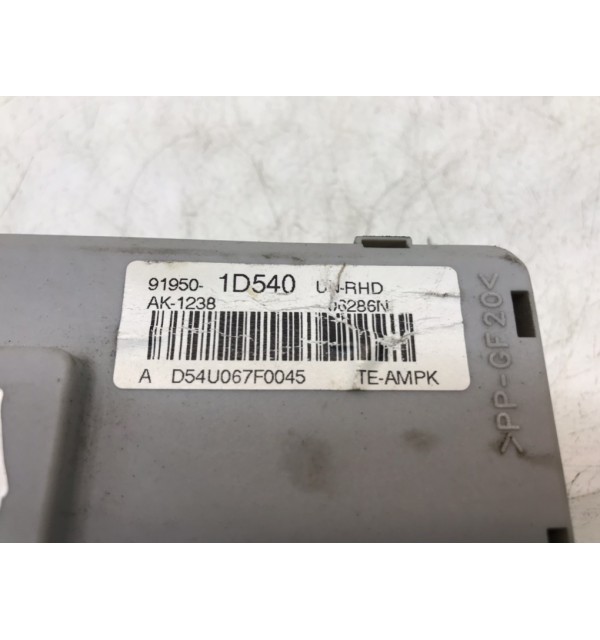 91950- 1D540 UN-RHD
AK-1238 06286N
A D54U067F0045 TE-AMPK
>PP-GF20<